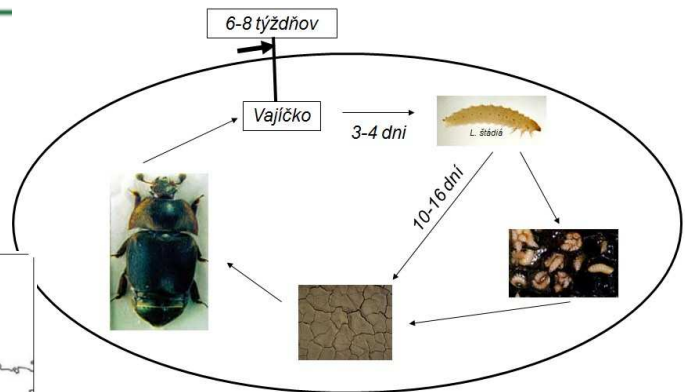 6-8 týždňov
Vajíčko
3-4 dni
L. štádiá
10-16 dní